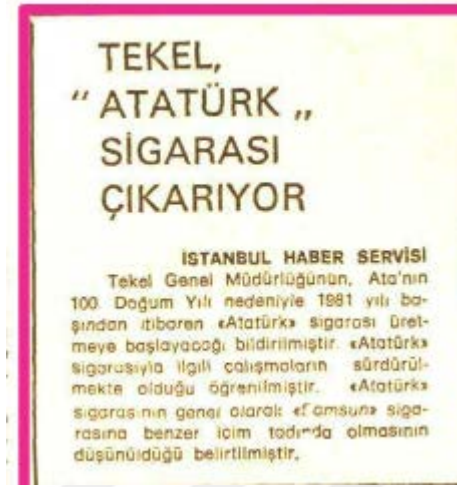 TEKEL,
“ATATÜRK„
SİGARASI
ÇIKARIYOR
İSTANBUL HABER SERVİSİ
Tekel Genel Müdürlüğünün, Ata'nın
100. Doğum Yılı nedeniyle 1981 yılı ba-
şından itibaren «Atatürk» sigarası üret-
meye başlayacağı bildirilmiştir. «Atatürk»
sigarasıyla ilgili çalışmaların sürdürül-
mekte olduğu öğrenilmiştir. «Atatürk»
sigarasının genel olarak «Samsun» siga-
rasına benzer içim tadında olmasının
düşünüldüğü belirtilmiştir.